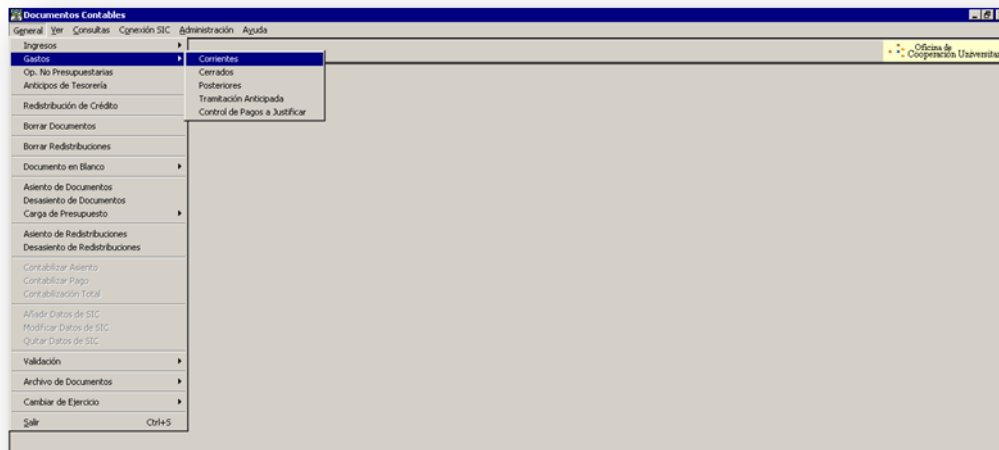 Documentos Contables
General Ver Consultas Conexión SIC Administración Ayuda
Oficina de
Cooperación Universitar
Ingresos
Gastos
Op. No Presupuestarias
Anticipos de Tesorería
Redistribución de Crédito
Borrar Documentos
Borrar Redistribuciones
Documento en Blanco
Asiento de Documentos
Desasiento de Documentos
Carga de Presupuesto
Asiento de Redistribuciones
Desasiento de Redistribuciones
Contabilizar Asiento
Contabilizar Pago
Contabilización Total
Añadir Datos de SIC
Modificar Datos de SIC
Quitar Datos de SIC
Validación
Archivo de Documentos
Cambiar de Ejercicio
Salir Ctrl+S
Corrientes
Cerrados
Posteriores
Tramitación Anticipada
Control de Pagos a Justificar